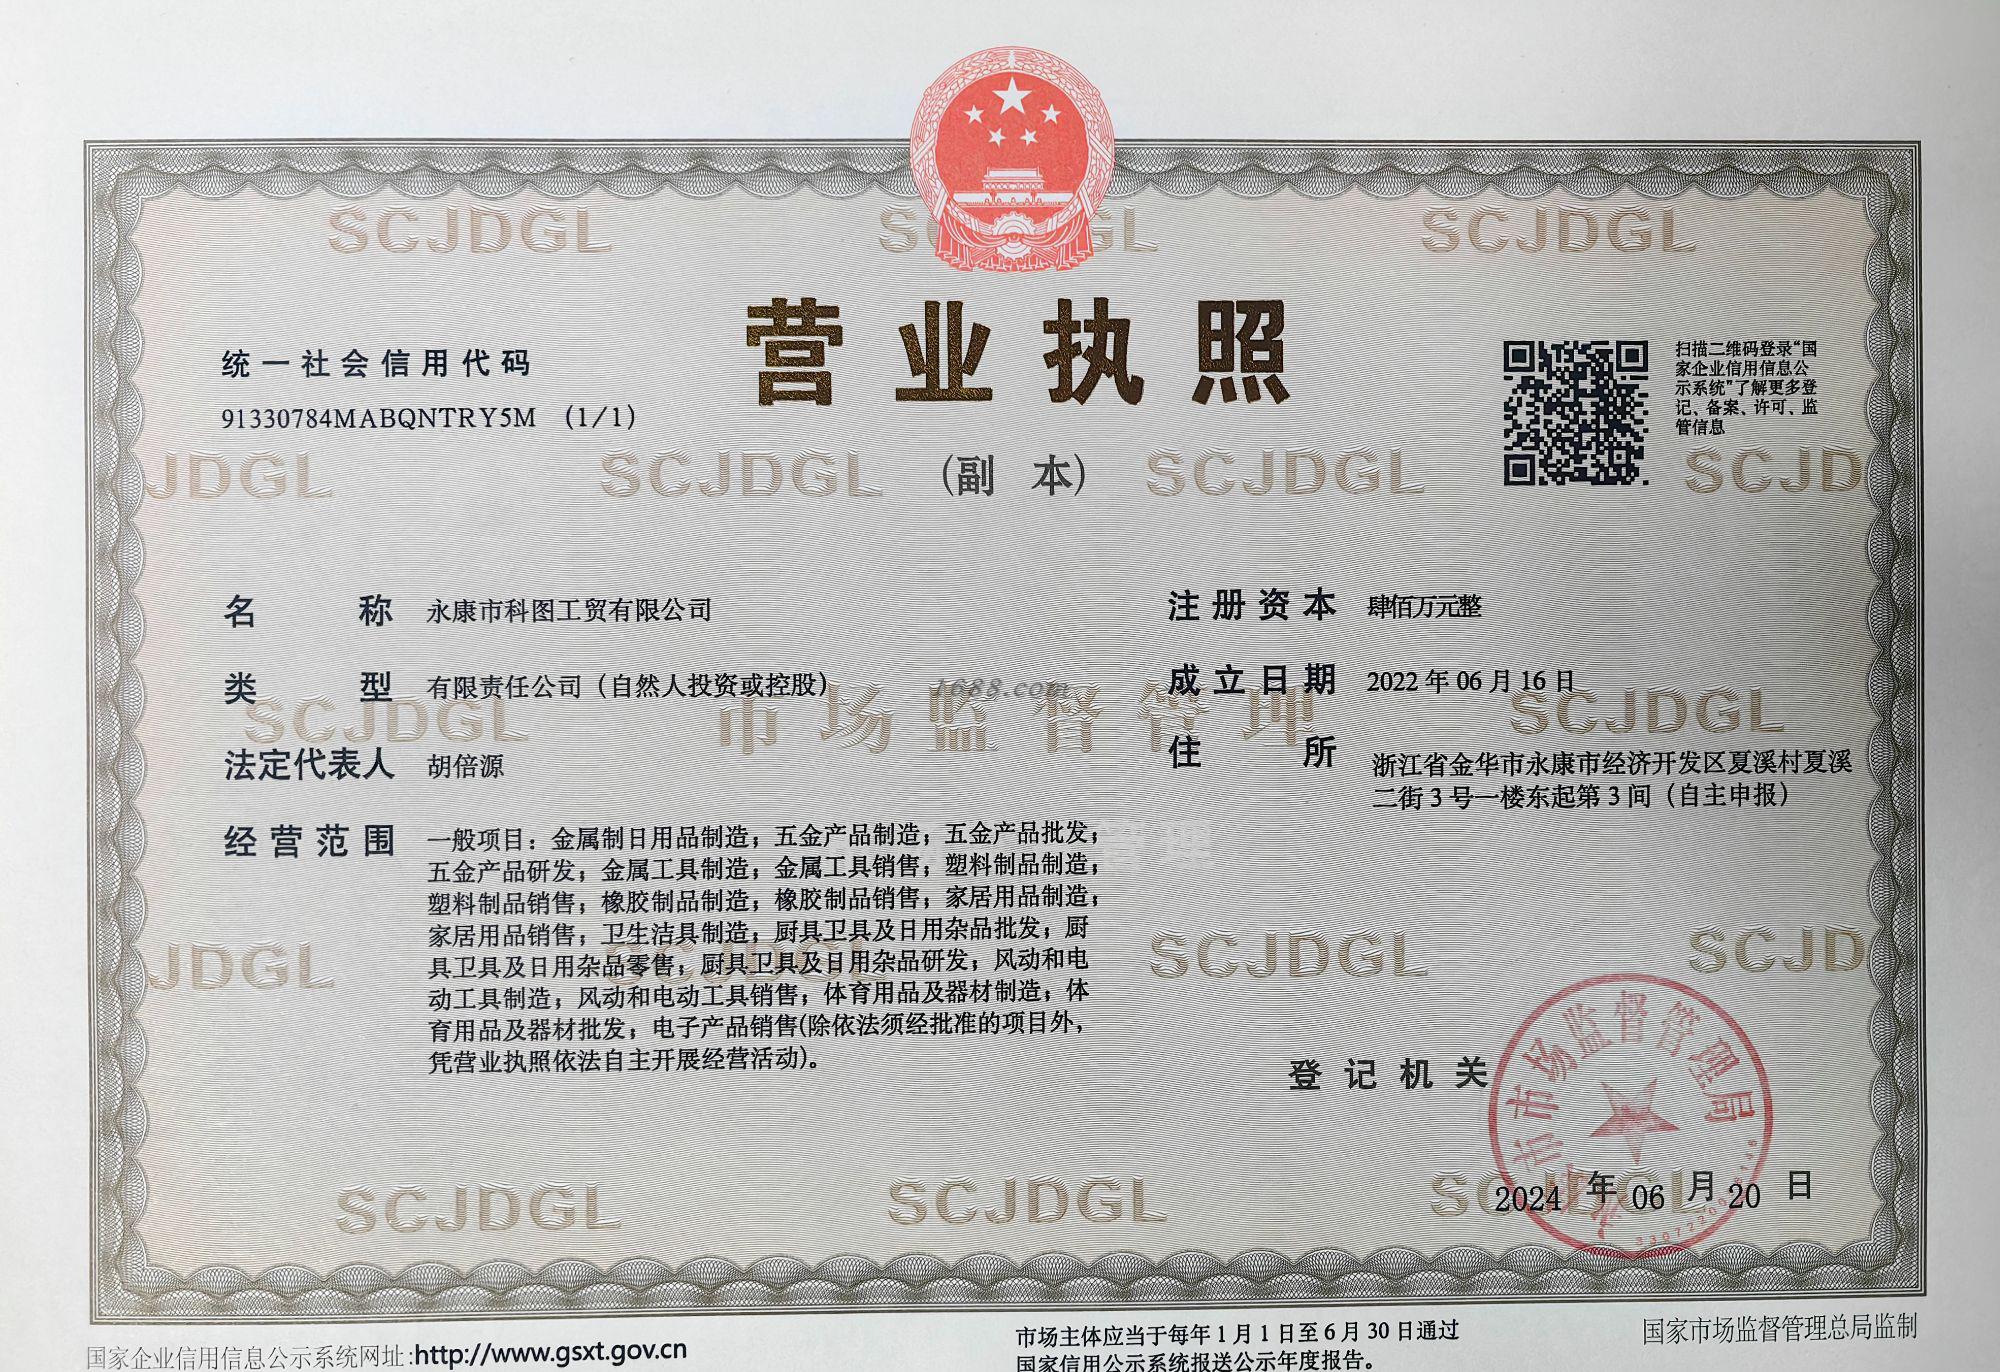 营业执照
(副 本)
统一社会信用代码
91330784MABQNTRY5M (1/1)
扫描二维码登录“国
家企业信用信息公
示系统”了解更多登
记、备案、许可、监
管信息
名 称 永康市科图工贸有限公司
类 型 有限责任公司（自然人投资或控股）
法定代表人 胡倍源
经营范围 一般项目：金属制日用品制造；五金产品制造；五金产品批发；
五金产品研发；金属工具制造；金属工具销售；塑料制品制造；
塑料制品销售；橡胶制品制造；橡胶制品销售；家居用品制造；
家居用品销售；卫生洁具制造；厨具卫具及日用杂品批发；厨
具卫具及日用杂品零售；厨具卫具及日用杂品研发；风动和电
动工具制造；风动和电动工具销售；体育用品及器材制造；体
育用品及器材批发；电子产品销售(除依法须经批准的项目外，
凭营业执照依法自主开展经营活动)。
注册资本 肆佰万元整
成立日期 2022年06月16日
住 所 浙江省金华市永康市经济开发区夏溪村夏溪
二街3号一楼东起第3间（自主申报）
登记机关
市市场监督管理局
2024 年 06 月 20 日
SCJDGL
市场监督管理
1688.com
国家企业信用信息公示系统网址:http://www.gsxt.gov.cn
市场主体应当于每年1月1日至6月30日通过
国家信用公示系统报送公示年度报告。
国家市场监督管理总局监制